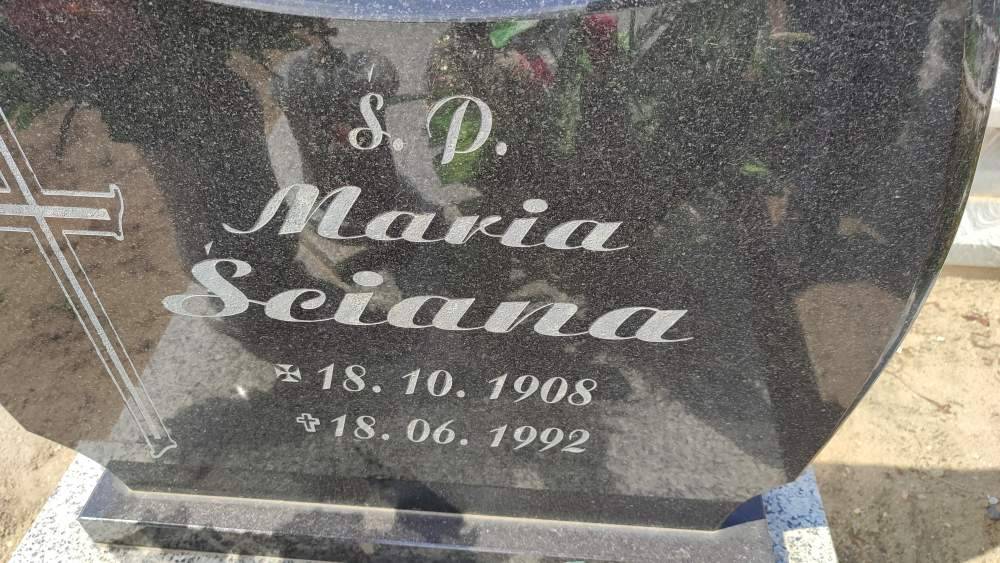 Ś. P.
Maria
Ściana
✠ 18. 10. 1908
✝ 18. 06. 1992